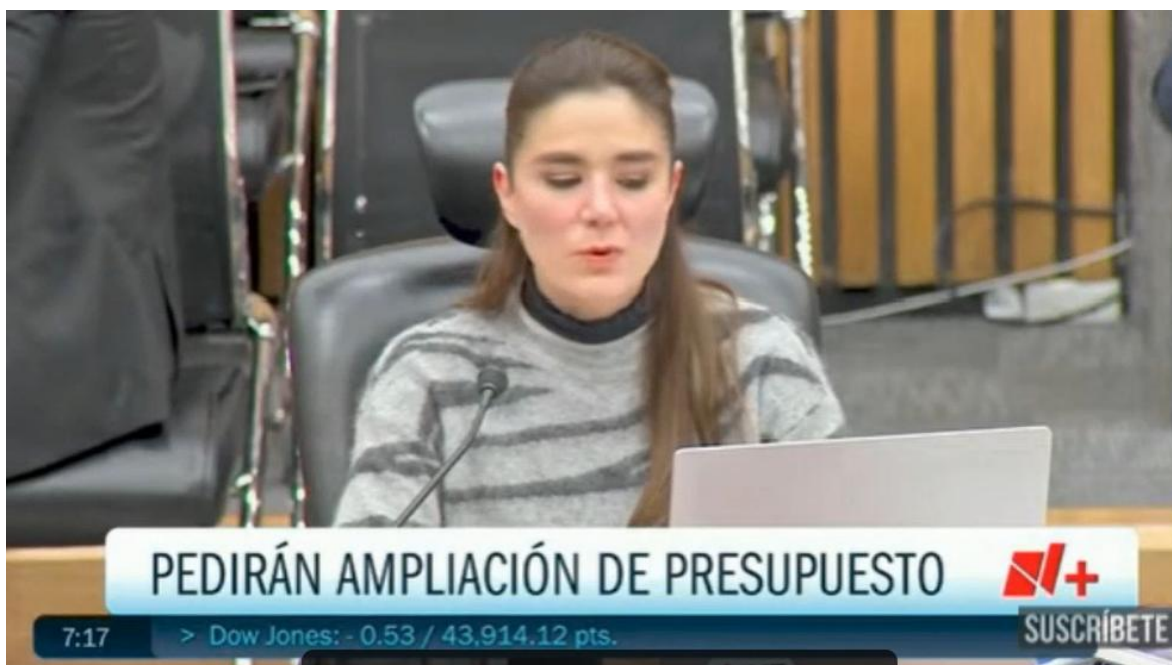 PEDIRÁN AMPLIACIÓN DE PRESUPUESTO
N+
SUSCRÍBETE
7:17 > Dow Jones: - 0.53 / 43,914.12 pts.